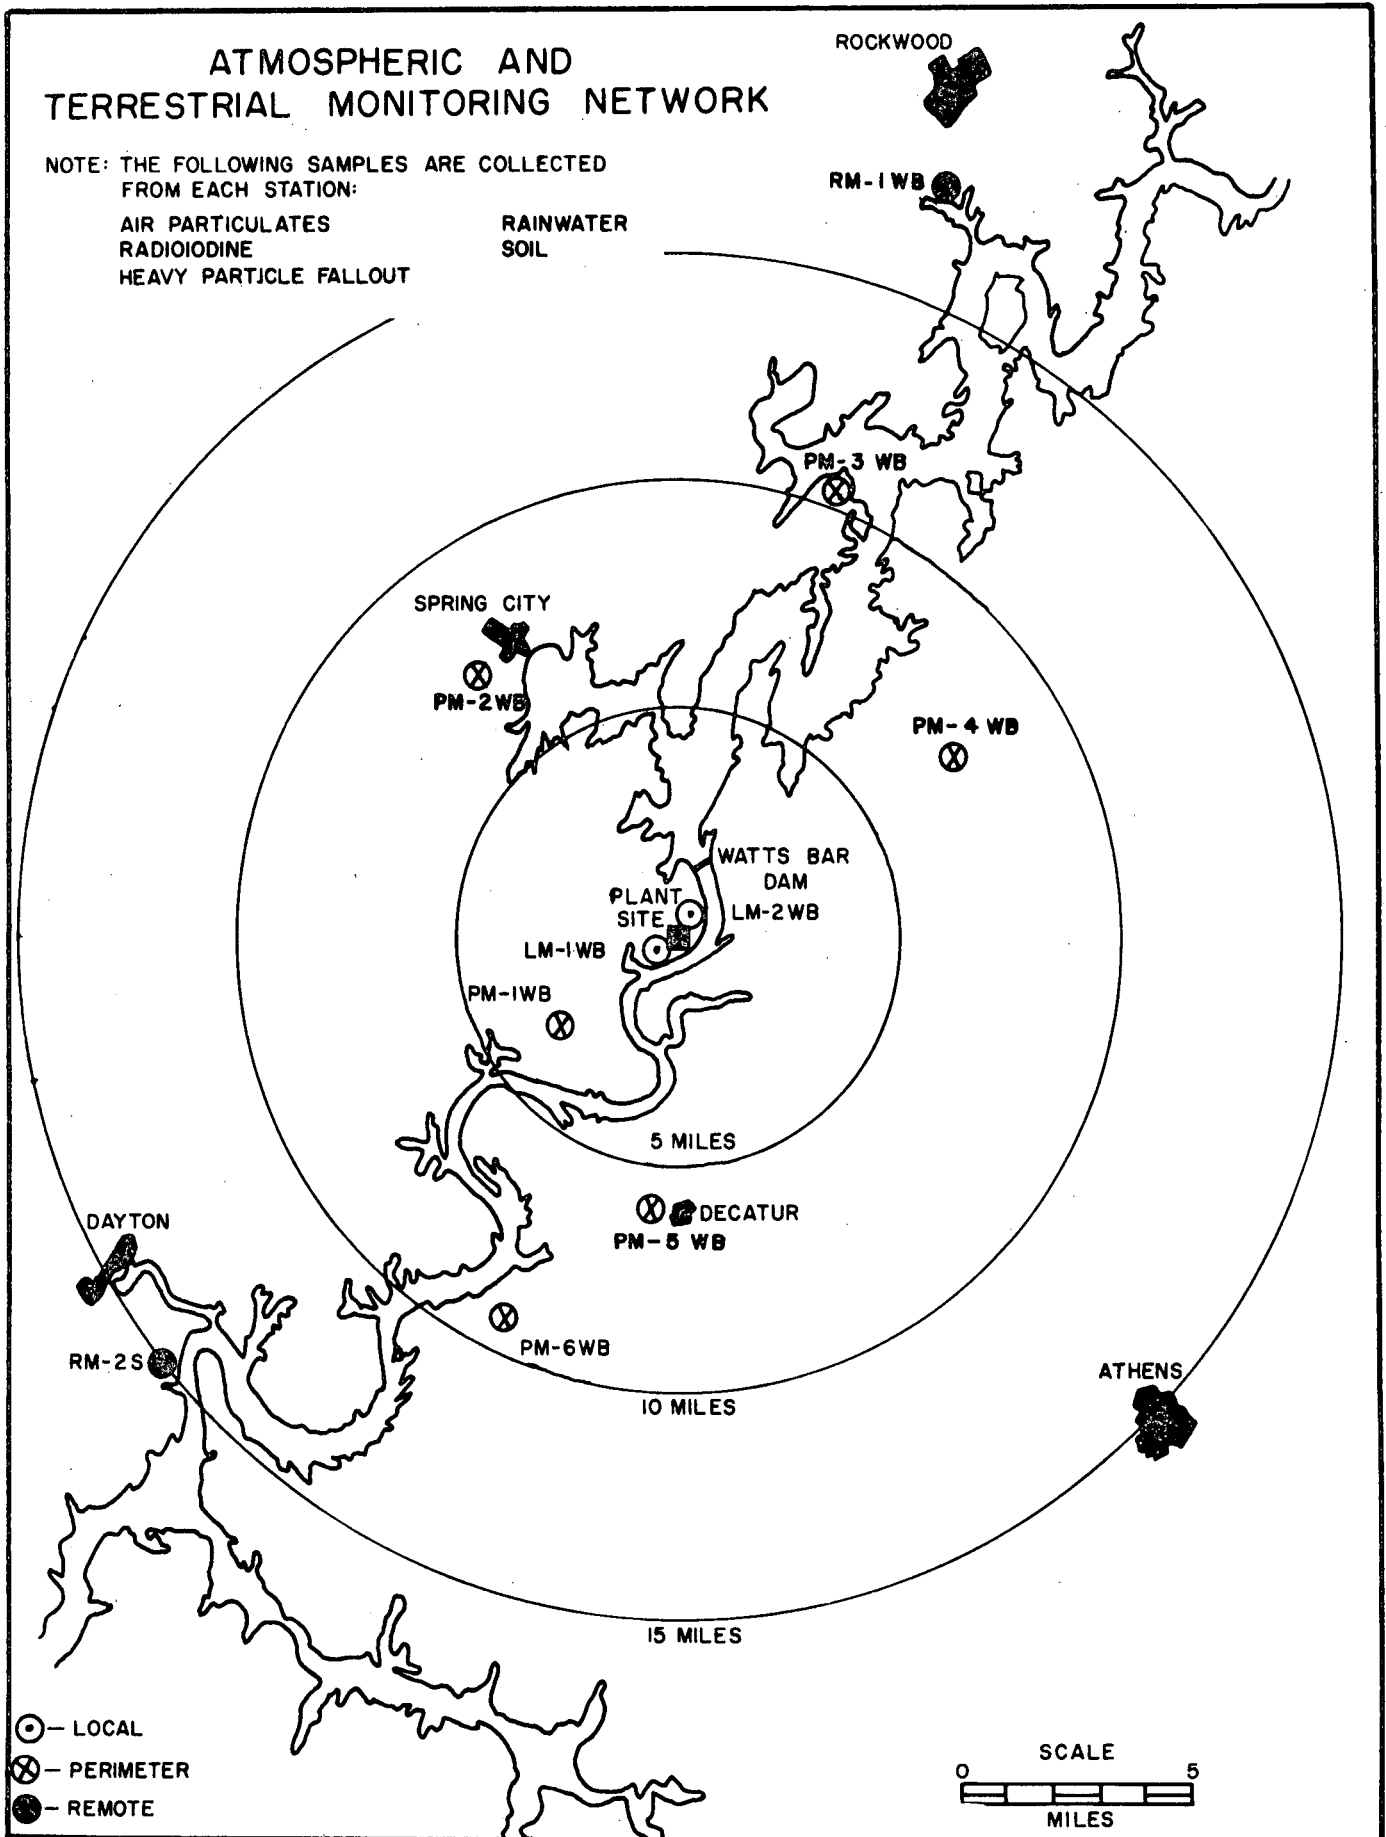 ATMOSPHERIC AND
TERRESTRIAL MONITORING NETWORK
NOTE: THE FOLLOWING SAMPLES ARE COLLECTED
FROM EACH STATION:
AIR PARTICULATES RAINWATER
RADIOIODINE SOIL
HEAVY PARTICLE FALLOUT
ROCKWOOD
RM-1WB
PM-3 WB
SPRING CITY
PM-2WB
PM-4 WB
WATTS BAR
DAM
PLANT
SITE
LM-2WB
LM-1WB
PM-1WB
5 MILES
DECATUR
PM-5 WB
DAYTON
PM-6WB
RM-2S
ATHENS
10 MILES
15 MILES
- LOCAL
- PERIMETER
- REMOTE
SCALE
0 5
MILES